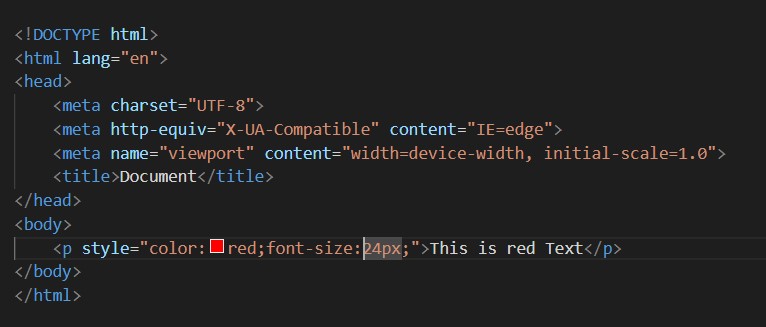 <!DOCTYPE html>
<html lang="en">
<head>
    <meta charset="UTF-8">
    <meta http-equiv="X-UA-Compatible" content="IE=edge">
    <meta name="viewport" content="width=device-width, initial-scale=1.0">
    <title>Document</title>
</head>
<body>
    <p style="color:red;font-size:24px;">This is red Text</p>
</body>
</html>